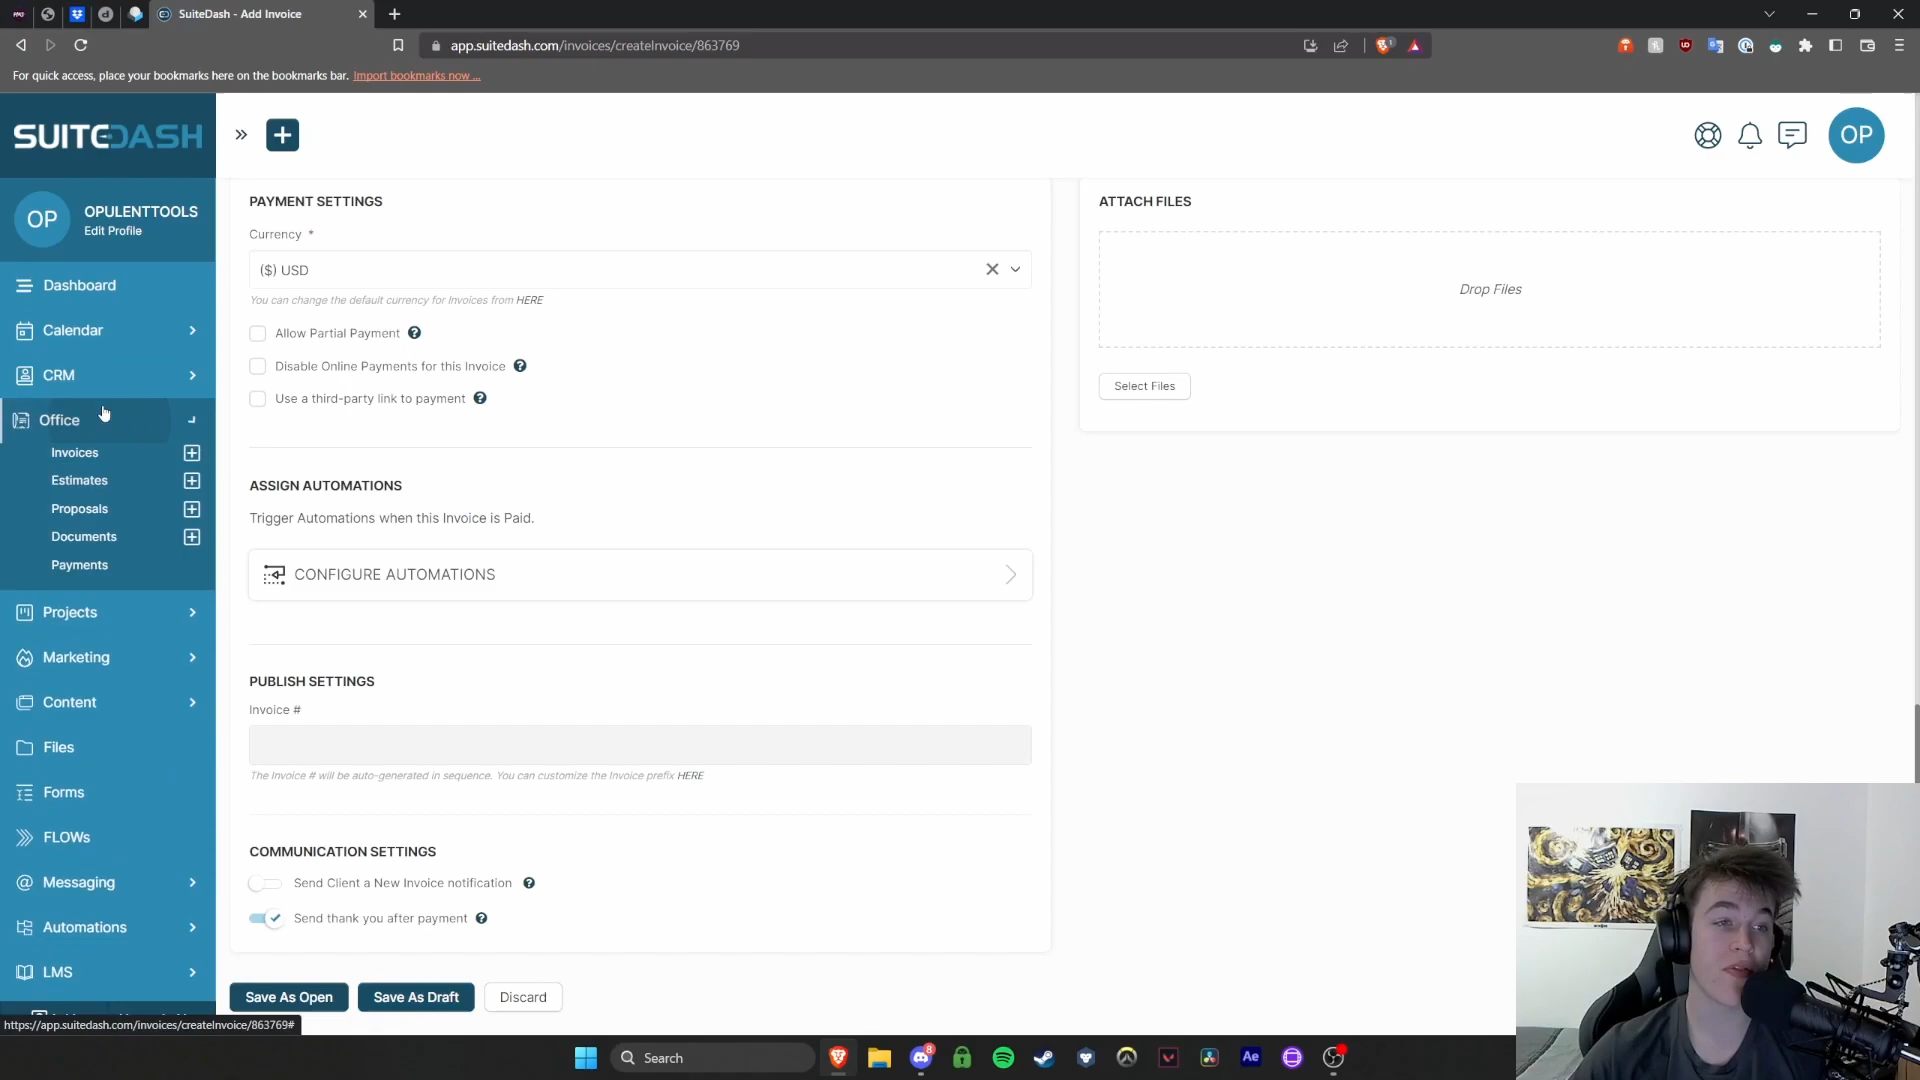 SuiteDash - Add Invoice
app.suitedash.com/invoices/createInvoice/863769
For quick access, place your bookmarks here on the bookmarks bar. Import bookmarks now ...
SUITEDASH
OP
OP
OPULENTTOOLS
Edit Profile
Dashboard
Calendar
CRM
Office
Invoices
Estimates
Proposals
Documents
Payments
Projects
Marketing
Content
Files
Forms
FLOWs
Messaging
Automations
LMS
PAYMENT SETTINGS
Currency *
($) USD
You can change the default currency for Invoices from HERE
Allow Partial Payment
Disable Online Payments for this Invoice
Use a third-party link to payment
ASSIGN AUTOMATIONS
Trigger Automations when this Invoice is Paid.
CONFIGURE AUTOMATIONS
PUBLISH SETTINGS
Invoice #
The Invoice # will be auto-generated in sequence. You can customize the Invoice prefix HERE
COMMUNICATION SETTINGS
Send Client a New Invoice notification
Send thank you after payment
Save As Open
Save As Draft
Discard
ATTACH FILES
Drop Files
Select Files
https://app.suitedash.com/invoices/createInvoice/863769#
Search
8
Ae